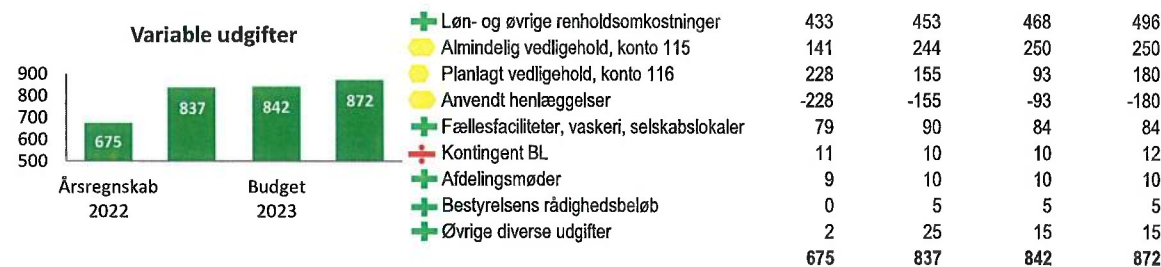 Variable udgifter
900
800
700
600
500
675
837
842
872
Årsregnskab
2022
Budget
2023
Løn- og øvrige renholdsomkostninger 433 453 468 496
Almindelig vedligehold, konto 115 141 244 250 250
Planlagt vedligehold, konto 116 228 155 93 180
Anvendt henlæggelser -228 -155 -93 -180
Fællesfaciliteter, vaskeri, selskabslokaler 79 90 84 84
Kontingent BL 11 10 10 12
Afdelingsmøder 9 10 10 10
Bestyrelsens rådighedsbeløb 0 5 5 5
Øvrige diverse udgifter 2 25 15 15
675 837 842 872